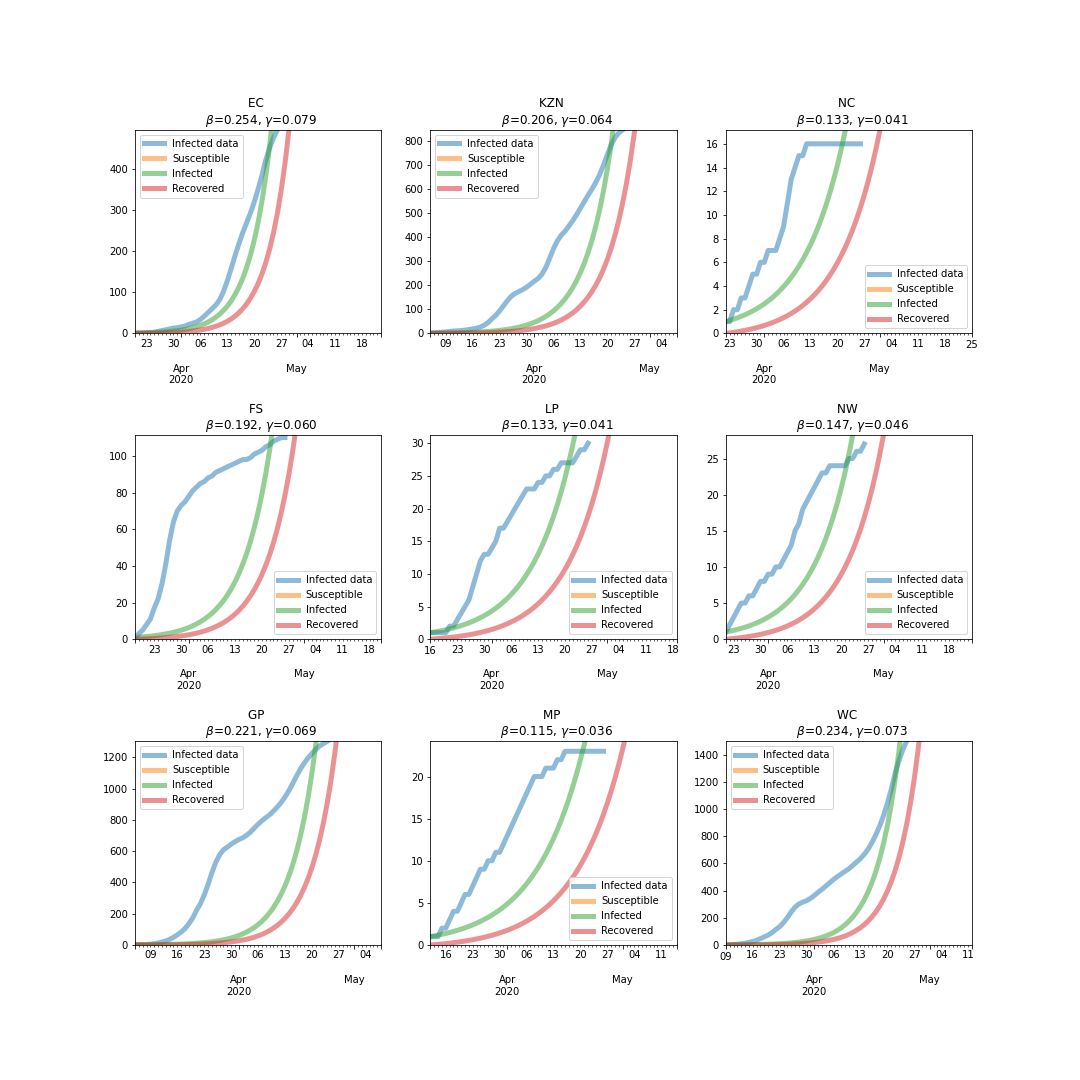 EC
β=0.254, γ=0.079
Infected data
Susceptible
Infected
Recovered
400
300
200
100
0
23 30 06 13 20 27 04 11 18
Apr May
2020
KZN
β=0.206, γ=0.064
Infected data
Susceptible
Infected
Recovered
800
700
600
500
400
300
200
100
0
09 16 23 30 06 13 20 27 04
Apr May
2020
NC
β=0.133, γ=0.041
Infected data
Susceptible
Infected
Recovered
16
14
12
10
8
6
4
2
0
23 30 06 13 20 27 04 11 18 25
Apr May
2020
FS
β=0.192, γ=0.060
Infected data
Susceptible
Infected
Recovered
100
80
60
40
20
0
23 30 06 13 20 27 04 11 18
Apr May
2020
LP
β=0.133, γ=0.041
Infected data
Susceptible
Infected
Recovered
30
25
20
15
10
5
0
16 23 30 06 13 20 27 04 11 18
Apr May
2020
NW
β=0.147, γ=0.046
Infected data
Susceptible
Infected
Recovered
25
20
15
10
5
0
23 30 06 13 20 27 04 11 18
Apr May
2020
GP
β=0.221, γ=0.069
Infected data
Susceptible
Infected
Recovered
1200
1000
800
600
400
200
0
09 16 23 30 06 13 20 27 04
Apr May
2020
MP
β=0.115, γ=0.036
Infected data
Susceptible
Infected
Recovered
20
15
10
5
0
16 23 30 06 13 20 27 04 11
Apr May
2020
WC
β=0.234, γ=0.073
Infected data
Susceptible
Infected
Recovered
1400
1200
1000
800
600
400
200
0
09 16 23 30 06 13 20 27 04 11
Apr May
2020